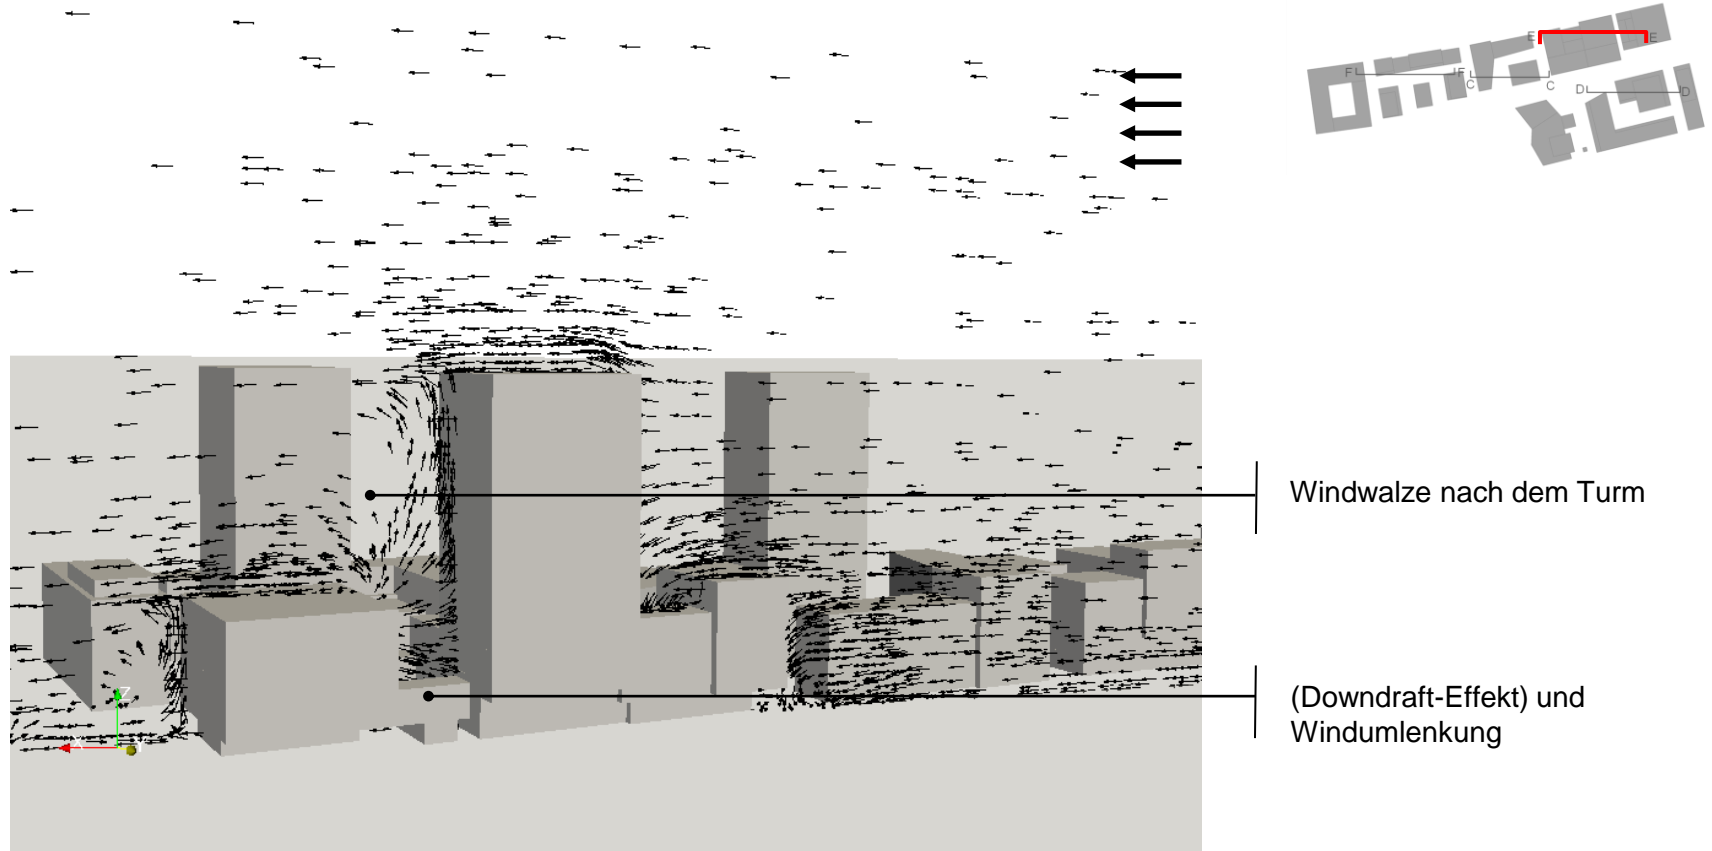 E
E
F
F
C
C
D
D
Windwalze nach dem Turm
(Downdraft-Effekt) und
Windumlenkung
Z
X
Y